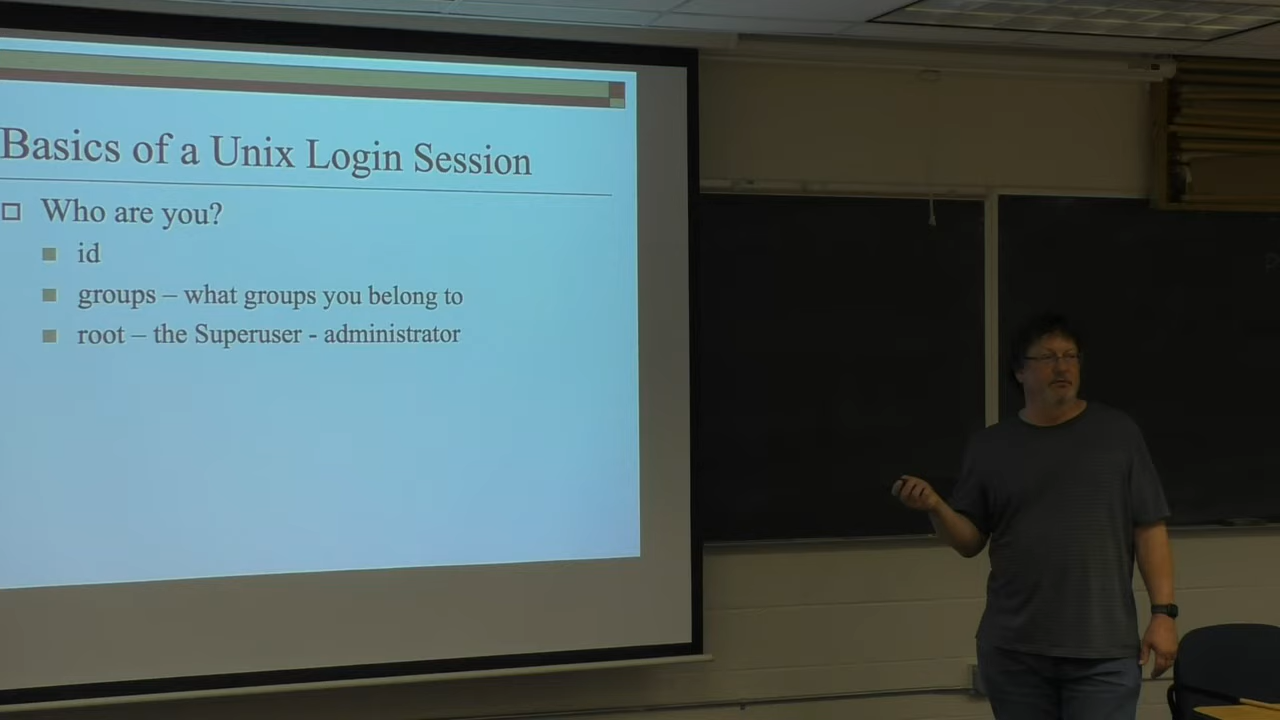 Basics of a Unix Login Session
Who are you?
id
groups – what groups you belong to
root – the Superuser - administrator